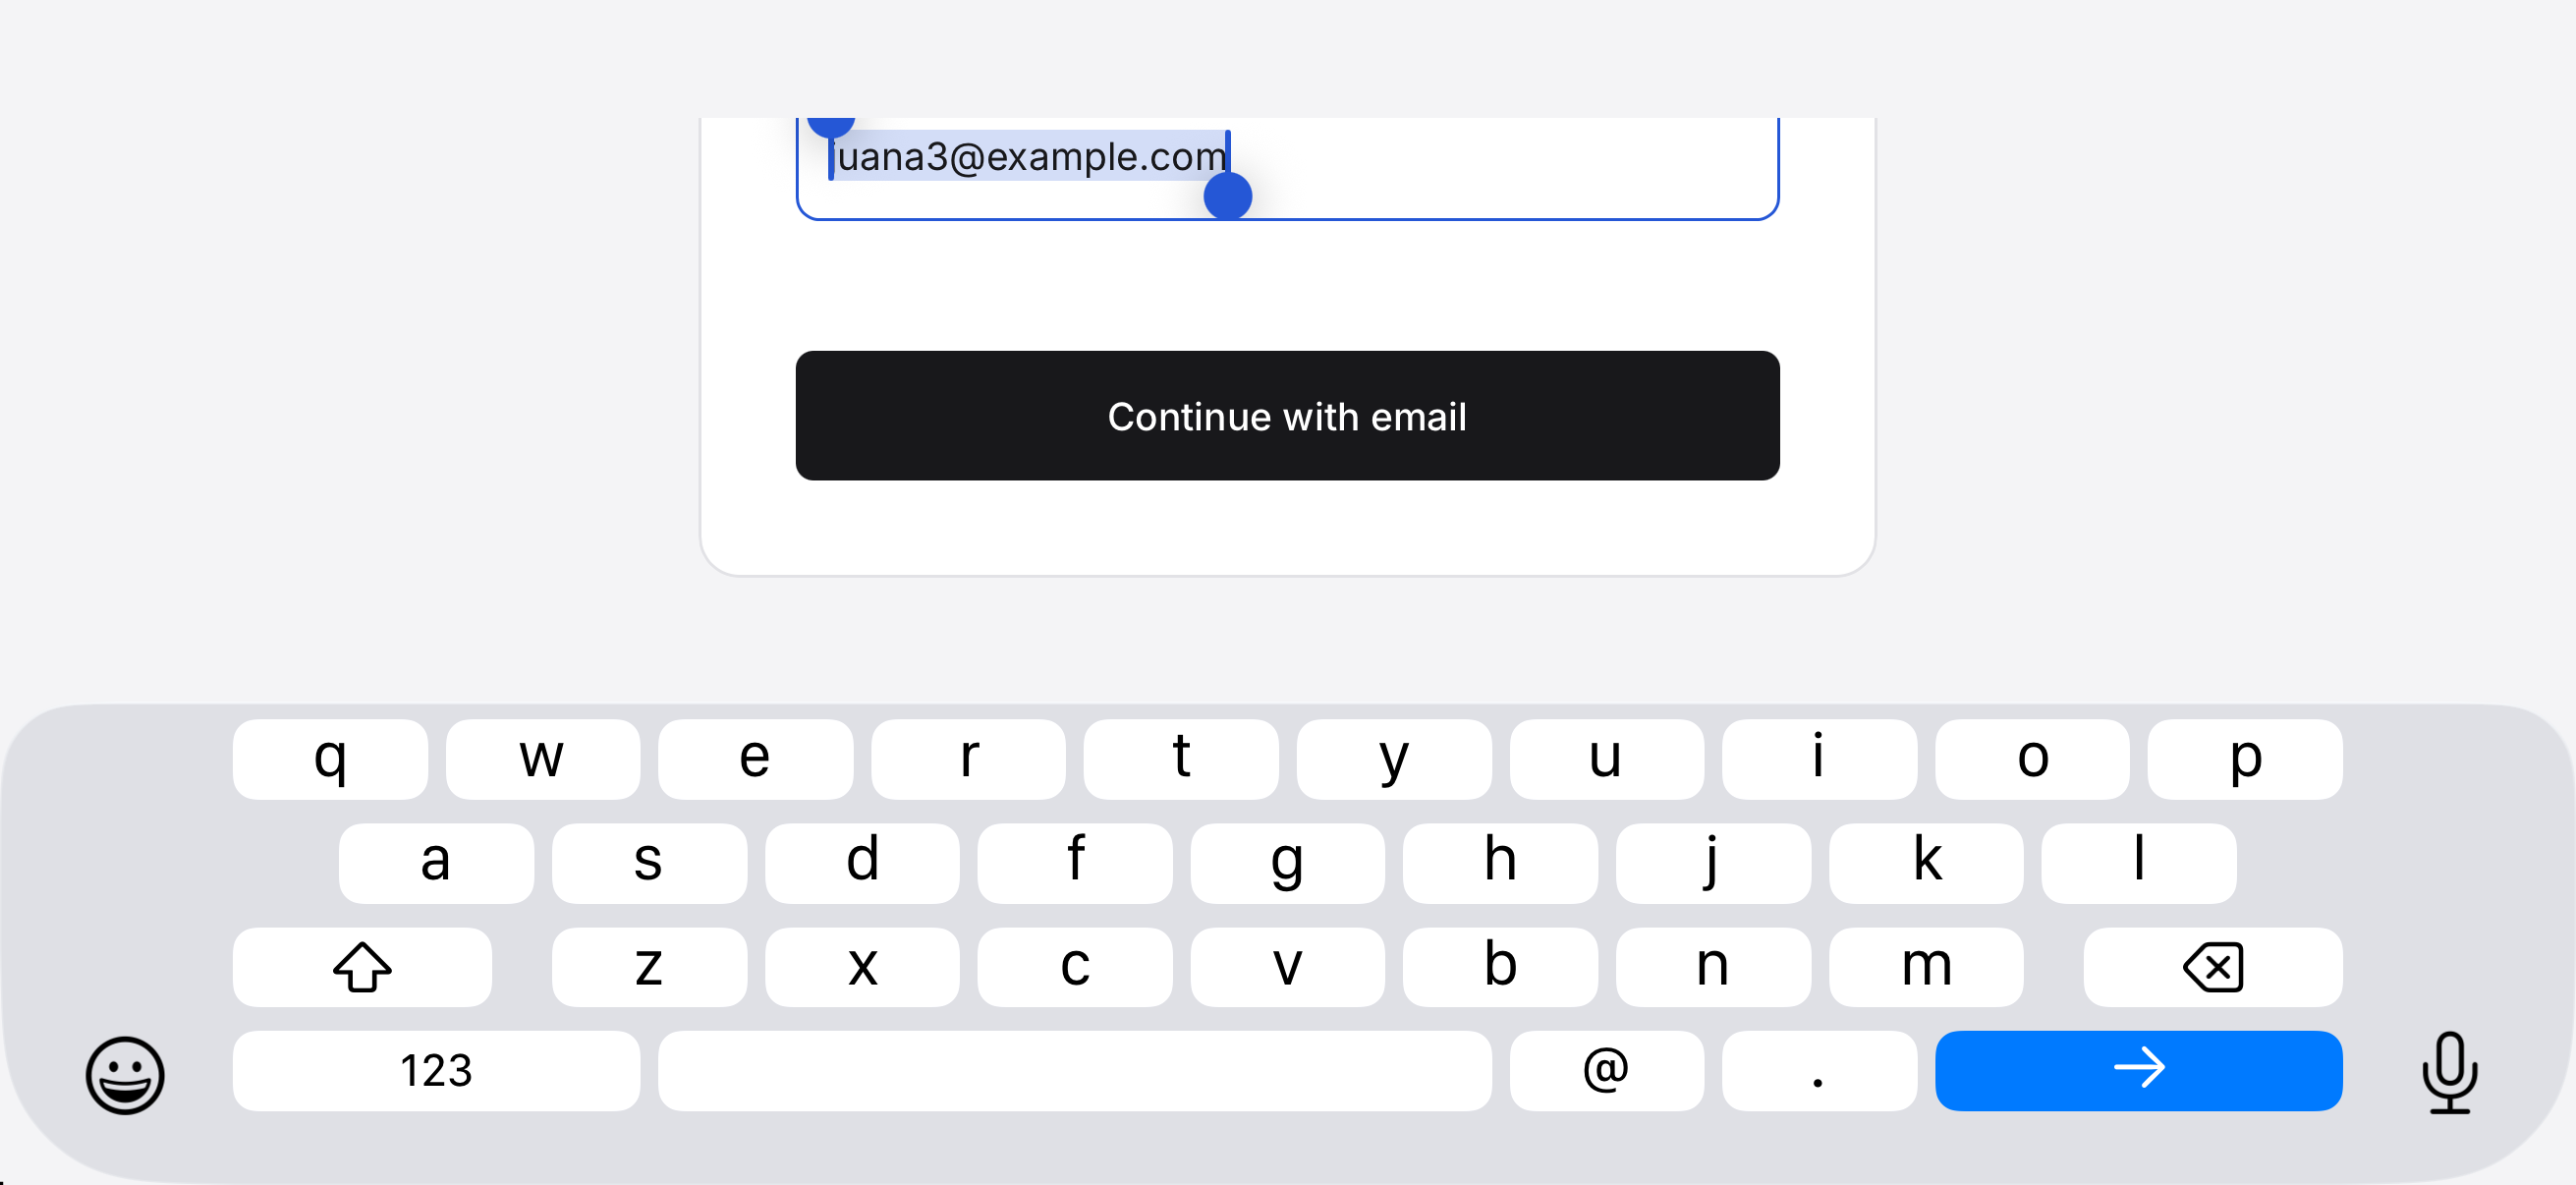 juana3@example.com
Continue with email
q w e r t y u i o p
a s d f g h j k l
z x c v b n m
123 @ .